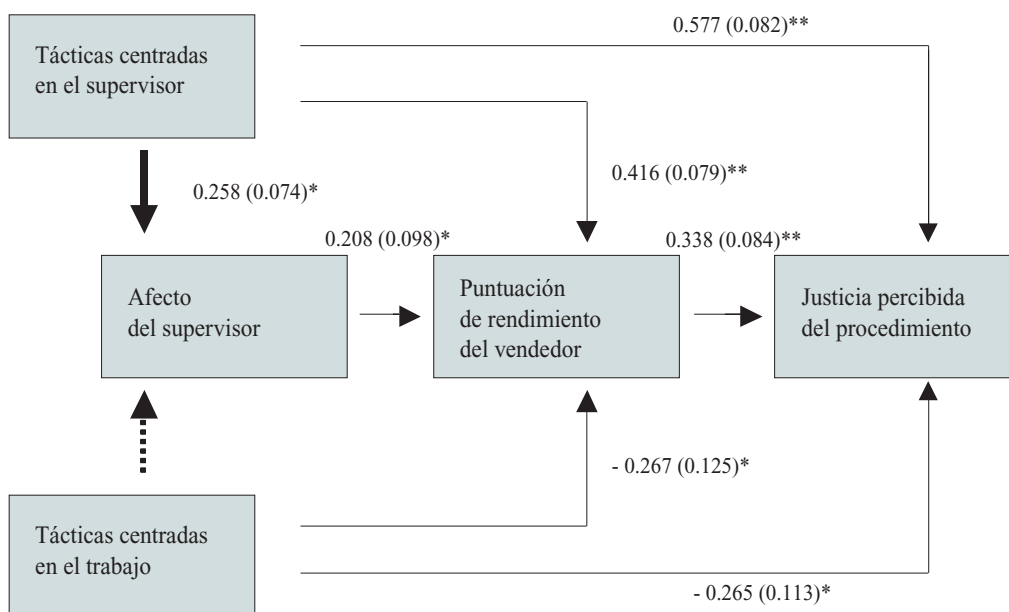 Tácticas centradas
en el supervisor
0.577 (0.082)**
0.416 (0.079)**
0.258 (0.074)*
0.208 (0.098)*
0.338 (0.084)**
Afecto
del supervisor
Puntuación
de rendimiento
del vendedor
Justicia percibida
del procedimiento
- 0.267 (0.125)*
Tácticas centradas
en el trabajo
- 0.265 (0.113)*